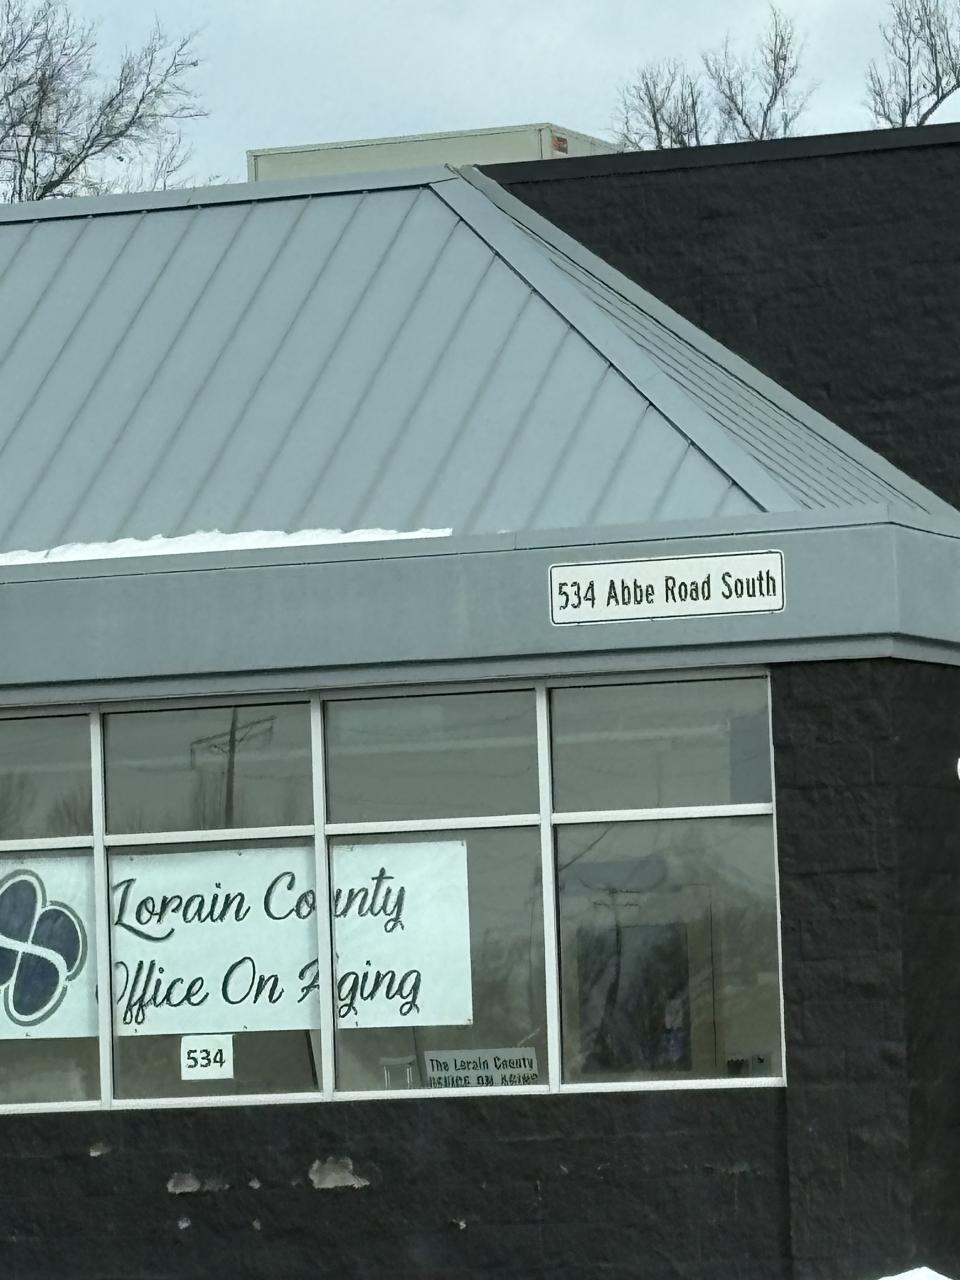 534 Abbe Road South
Lorain County
Office On Aging
534
The Lorain County